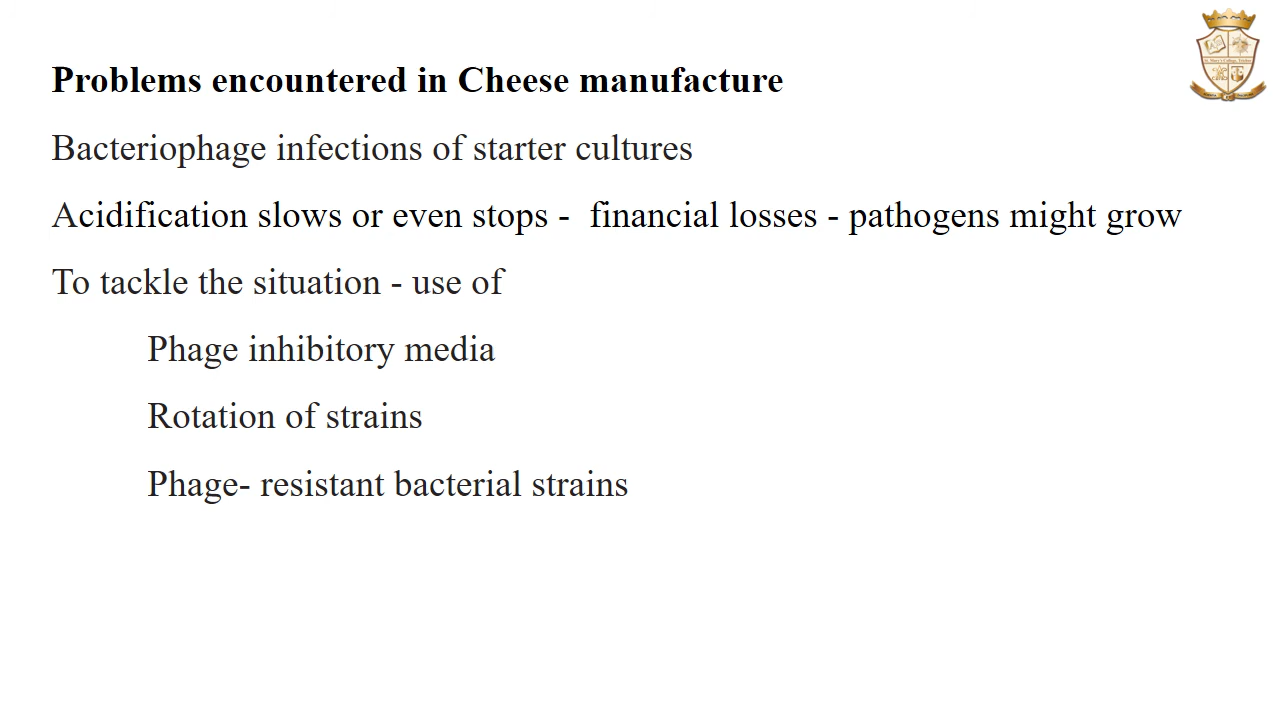 Problems encountered in Cheese manufacture
Bacteriophage infections of starter cultures
Acidification slows or even stops -  financial losses - pathogens might grow
To tackle the situation - use of
Phage inhibitory media
Rotation of strains
Phage- resistant bacterial strains